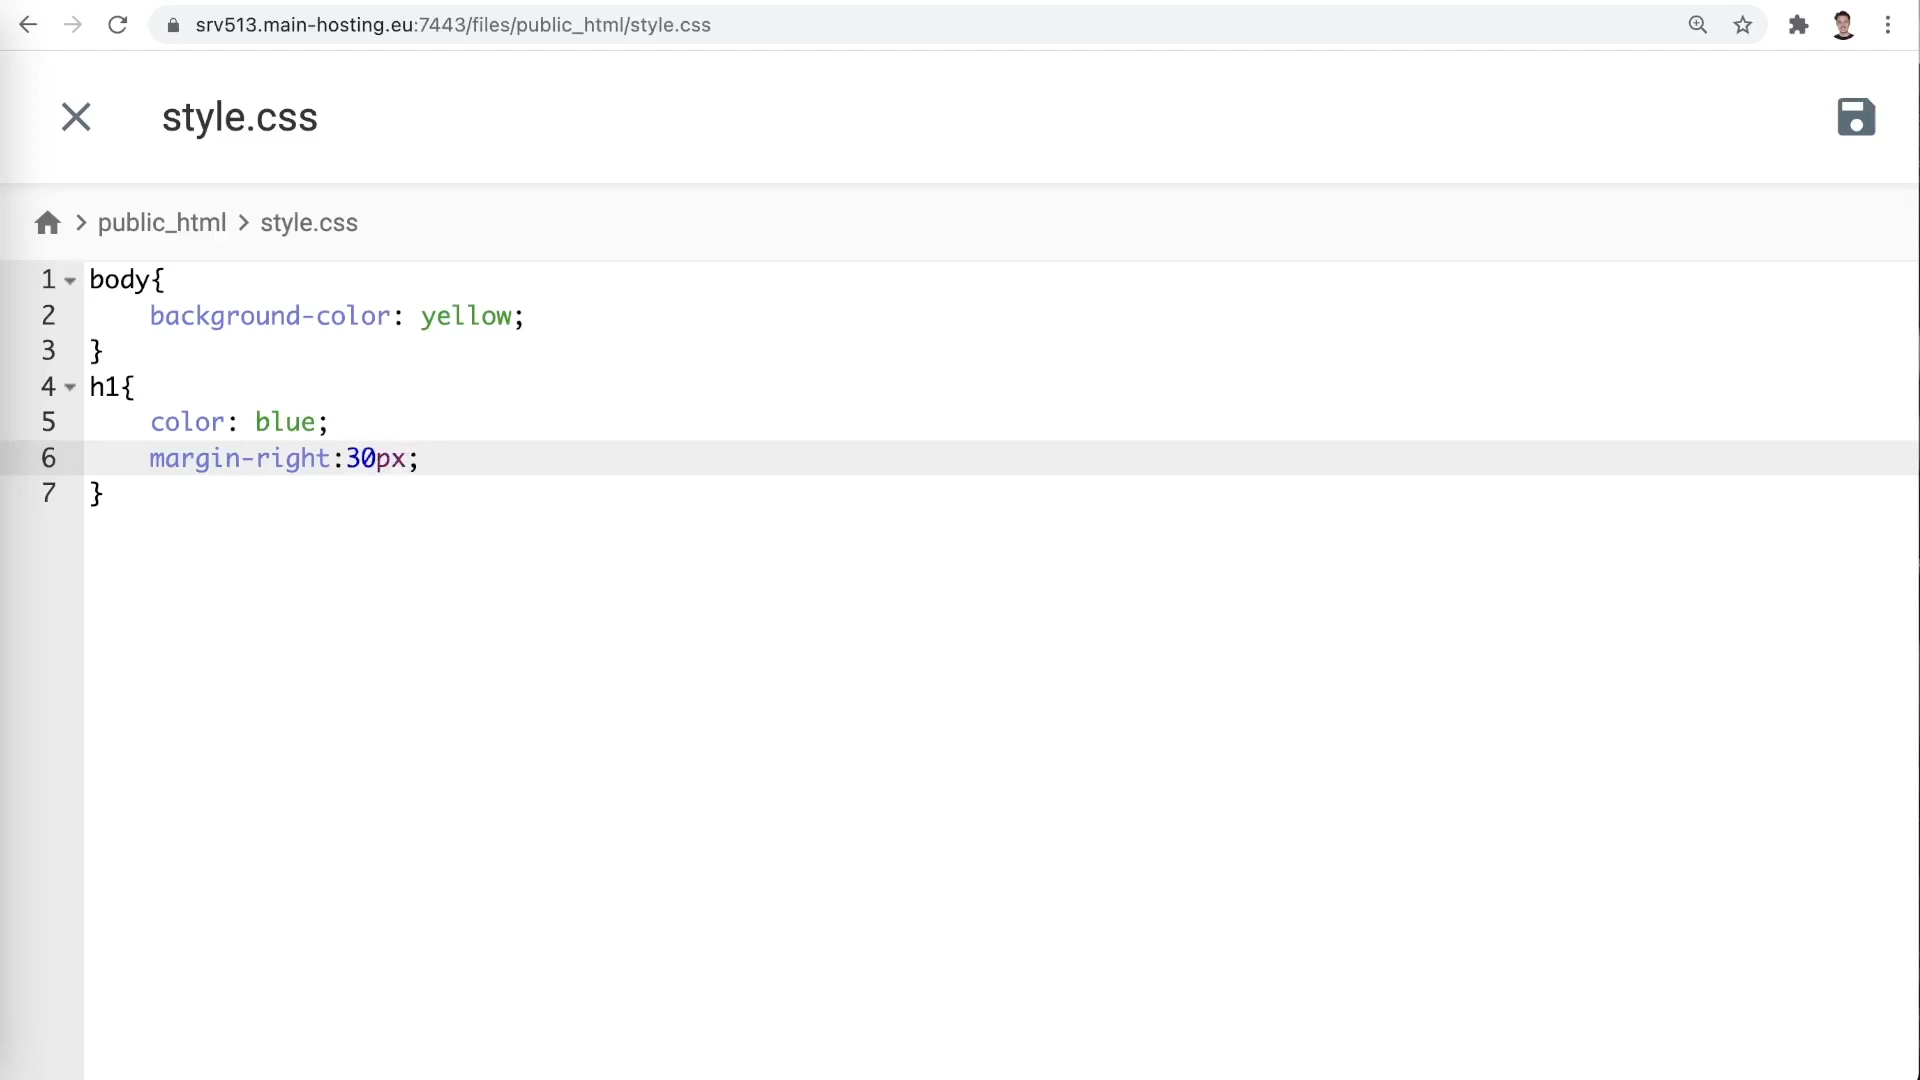 srv513.main-hosting.eu:7443/files/public_html/style.css
style.css
public_html > style.css
1 body{
2 background-color: yellow;
3 }
4 h1{
5 color: blue;
6 margin-right:30px;
7 }